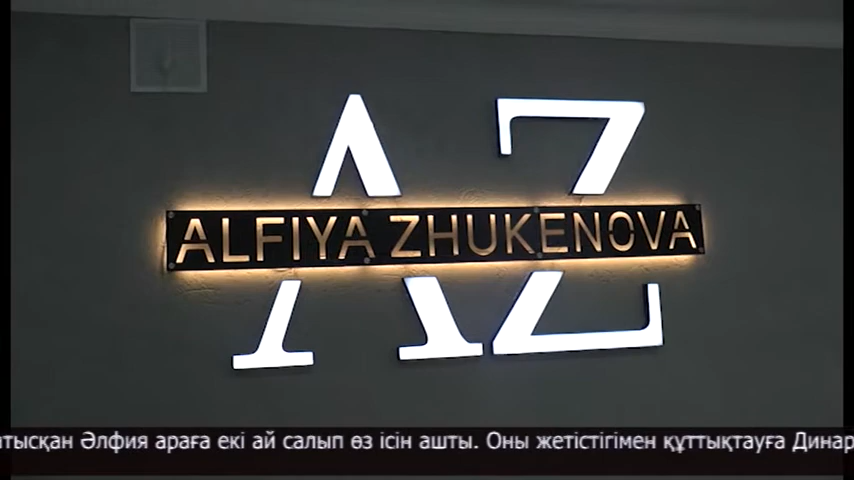 AZ
ALFIYA ZHUKENOVA
Әлфия араға екі ай салып өз ісін ашты. Оны жетістігімен құттықтауға